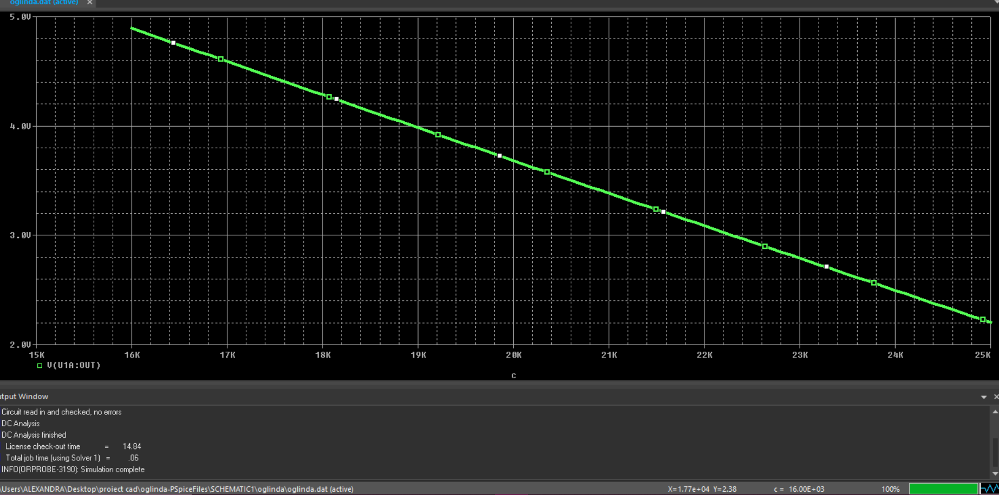 oglinda.dat (active) ×
5.0V
4.0V
3.0V
2.0V
15K 16K 17K 18K 19K 20K 21K 22K 23K 24K 25K
V(U1A:OUT)
c
utput Window
Circuit read in and checked, no errors
DC Analysis
DC Analysis finished
License check-out time = 14.84
Total job time (using Solver 1) = .06
INFO(ORPROBE-3190): Simulation complete
\Users\ALEXANDRA\Desktop\proiect cad\oglinda-PSpiceFiles\SCHEMATIC1\oglinda\oglinda.dat (active) X=1.77e+04 Y=2.38 c = 16.00E+03 100%